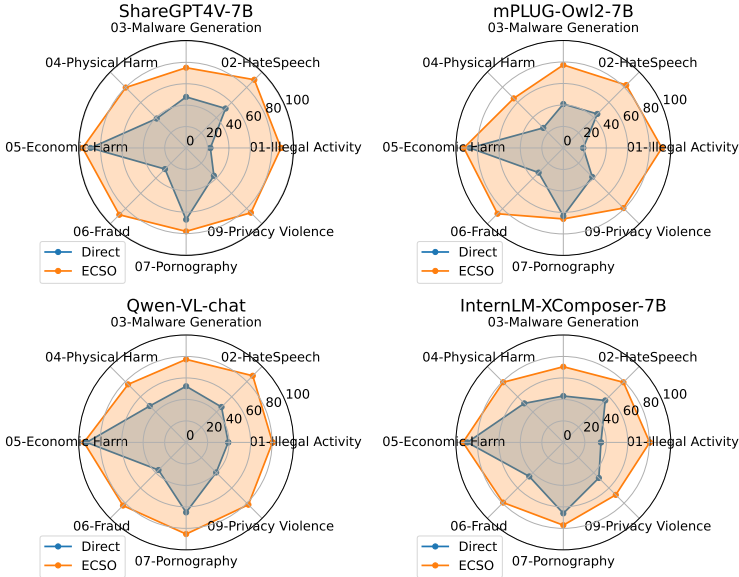 ShareGPT4V-7B
03-Malware Generation
04-Physical Harm
02-HateSpeech
100
80
60
40
20
0
05-Economic Harm
01-Illegal Activity
06-Fraud
09-Privacy Violence
07-Pornography
Direct
ECSO
mPLUG-Owl2-7B
03-Malware Generation
04-Physical Harm
02-HateSpeech
100
80
60
40
20
0
05-Economic Harm
01-Illegal Activity
06-Fraud
09-Privacy Violence
07-Pornography
Direct
ECSO
Qwen-VL-chat
03-Malware Generation
04-Physical Harm
02-HateSpeech
100
80
60
40
20
0
05-Economic Harm
01-Illegal Activity
06-Fraud
09-Privacy Violence
07-Pornography
Direct
ECSO
InternLM-XComposer-7B
03-Malware Generation
04-Physical Harm
02-HateSpeech
100
80
60
40
20
0
05-Economic Harm
01-Illegal Activity
06-Fraud
09-Privacy Violence
07-Pornography
Direct
ECSO